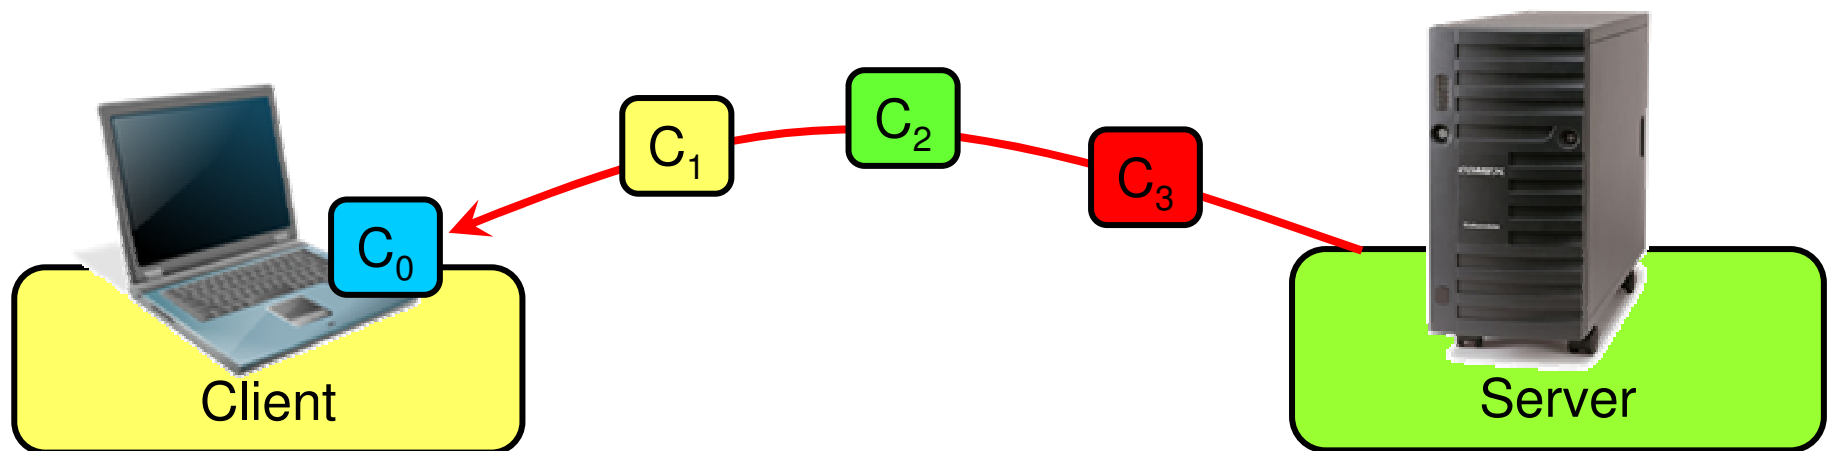 C₀
C₁
C₂
C₃
Client
Server